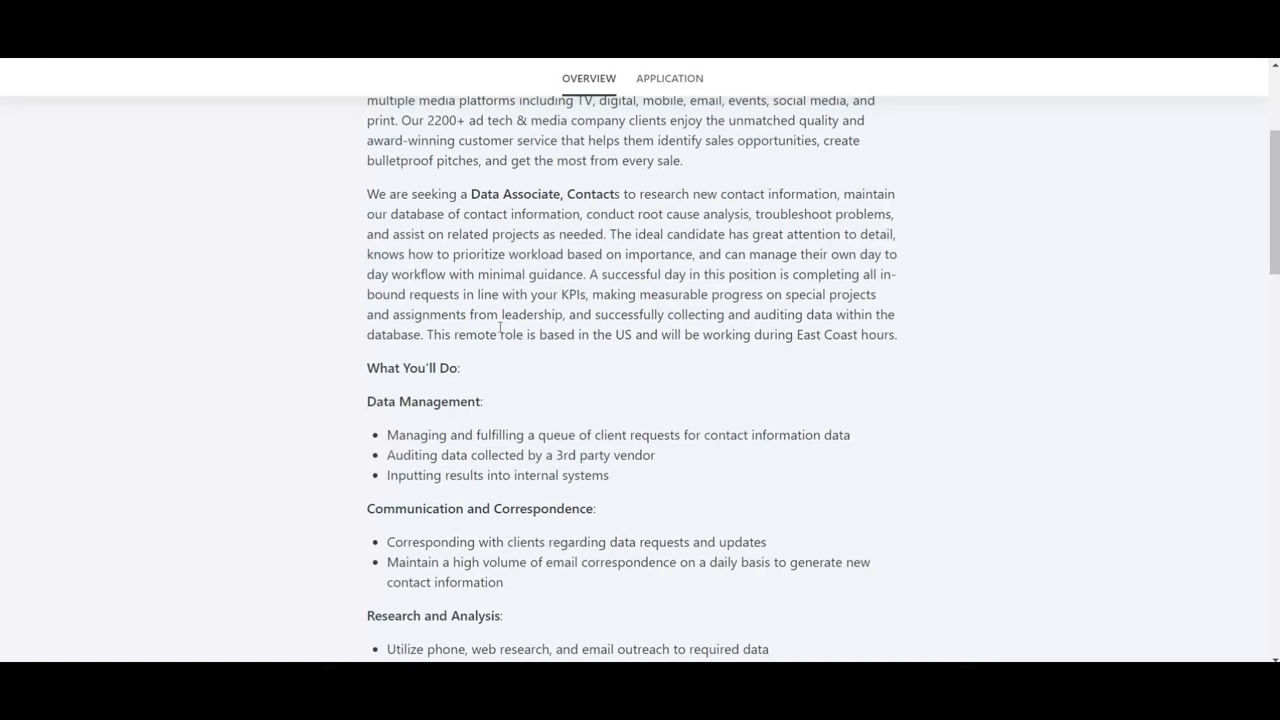 OVERVIEW APPLICATION
multiple media platforms including TV, digital, mobile, email, events, social media, and
print. Our 2200+ ad tech & media company clients enjoy the unmatched quality and
award-winning customer service that helps them identify sales opportunities, create
bulletproof pitches, and get the most from every sale.
We are seeking a Data Associate, Contacts to research new contact information, maintain
our database of contact information, conduct root cause analysis, troubleshoot problems,
and assist on related projects as needed. The ideal candidate has great attention to detail,
knows how to prioritize workload based on importance, and can manage their own day to
day workflow with minimal guidance. A successful day in this position is completing all in-
bound requests in line with your KPIs, making measurable progress on special projects
and assignments from leadership, and successfully collecting and auditing data within the
database. This remote role is based in the US and will be working during East Coast hours.
What You'll Do:
Data Management:
• Managing and fulfilling a queue of client requests for contact information data
• Auditing data collected by a 3rd party vendor
• Inputting results into internal systems
Communication and Correspondence:
• Corresponding with clients regarding data requests and updates
• Maintain a high volume of email correspondence on a daily basis to generate new
contact information
Research and Analysis:
• Utilize phone, web research, and email outreach to required data